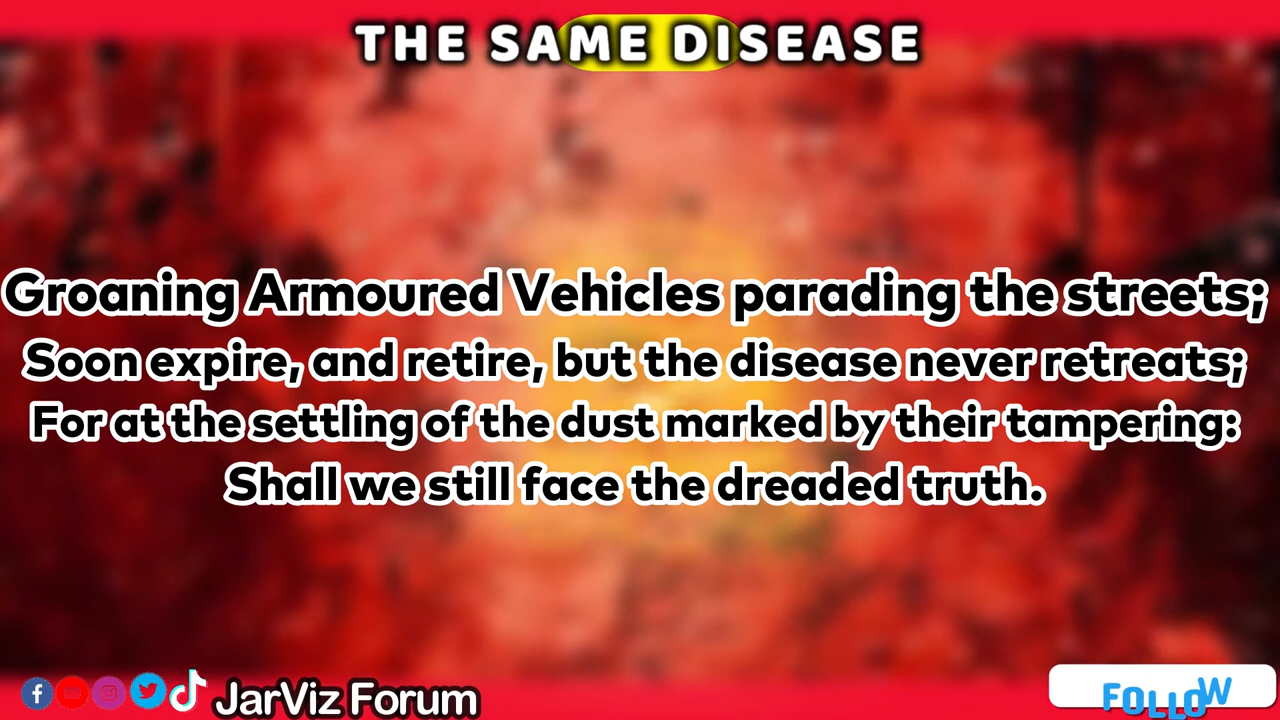 THE SAME DISEASE
Groaning Armoured Vehicles parading the streets;
Soon expire, and retire, but the disease never retreats;
For at the settling of the dust marked by their tampering:
Shall we still face the dreaded truth.
JarViz Forum
FOLLOW